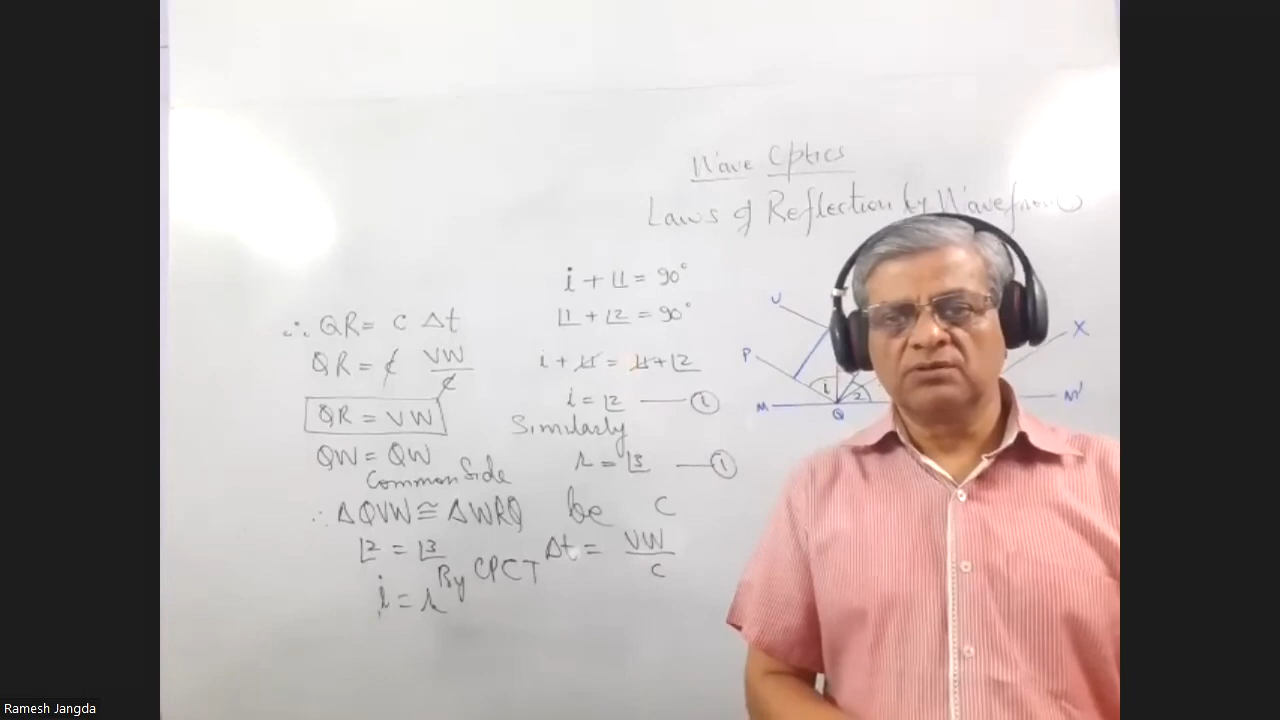 Wave Optics
Laws of Reflection by Wavefron
i + ∠1 = 90°
∠1 + ∠2 = 90°
i + ∠1 = ∠1 + ∠2
i = ∠2 —— ①
Similarly
r = ∠3 —— ①
be c
Δt = VW/c
∴ QR = c Δt
QR = c VW/c
QR = VW
QW = QW
Common Side
∴ ΔQVW ≅ ΔWRQ
∠2 = ∠3
By CPCT
i = r
U
P
X
i
2
M
Q
M'
Ramesh Jangda